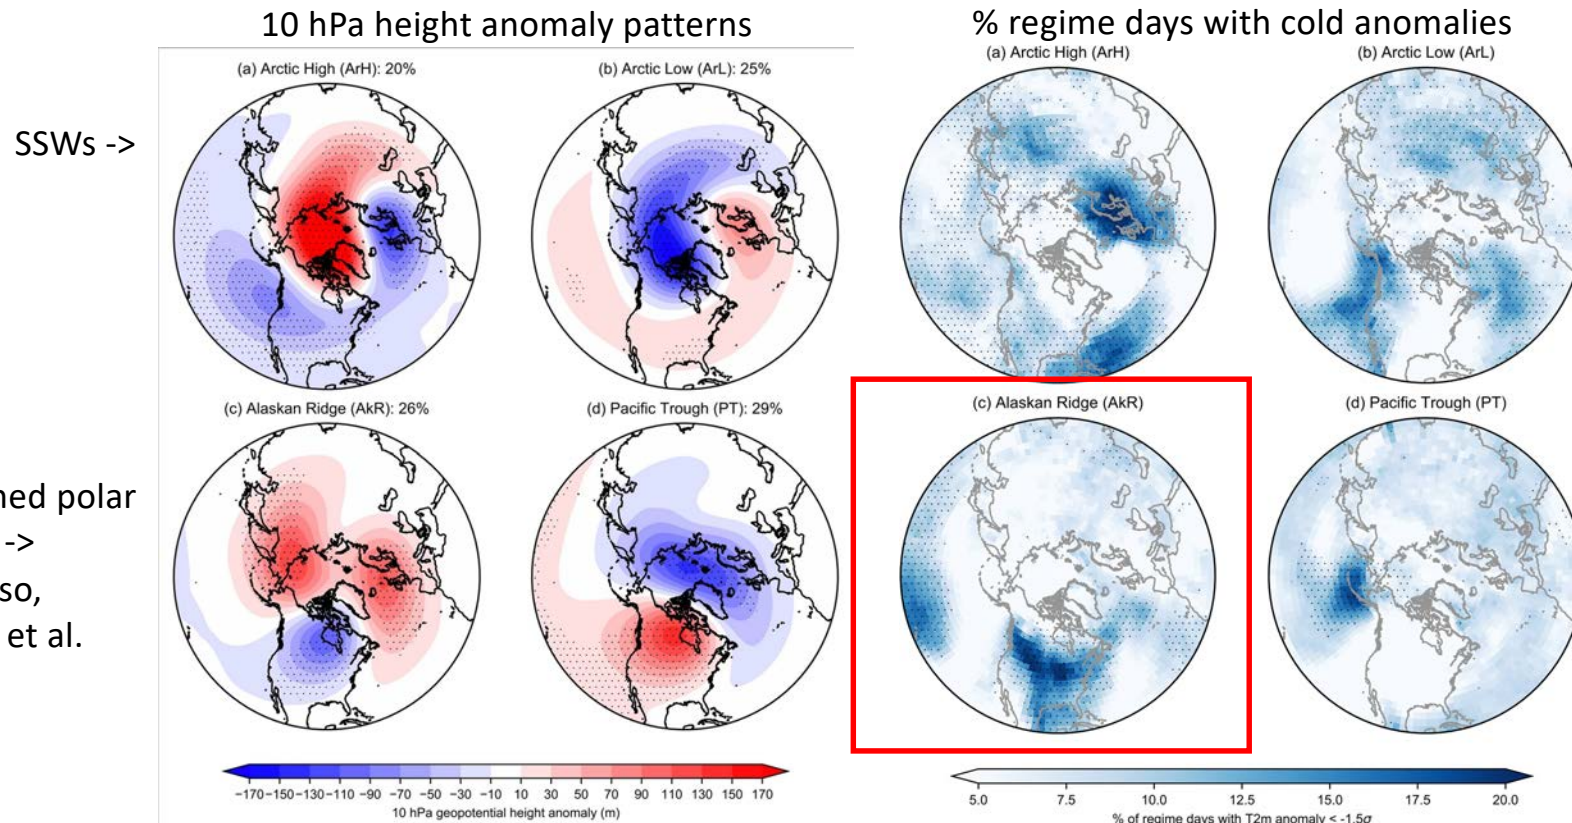 10 hPa height anomaly patterns
% regime days with cold anomalies
(a) Arctic High (ArH): 20%
(b) Arctic Low (ArL): 25%
(a) Arctic High (ArH)
(b) Arctic Low (ArL)
SSWs ->
(c) Alaskan Ridge (AkR): 26%
(d) Pacific Trough (PT): 29%
(c) Alaskan Ridge (AkR)
(d) Pacific Trough (PT)
ned polar
->
so,
et al.
−170−150−130−110 −90 −70 −50 −30 −10 10 30 50 70 90 110 130 150 170
10 hPa geopotential height anomaly (m)
5.0 7.5 10.0 12.5 15.0 17.5 20.0
% of regime days with T2m anomaly < -1.5σ